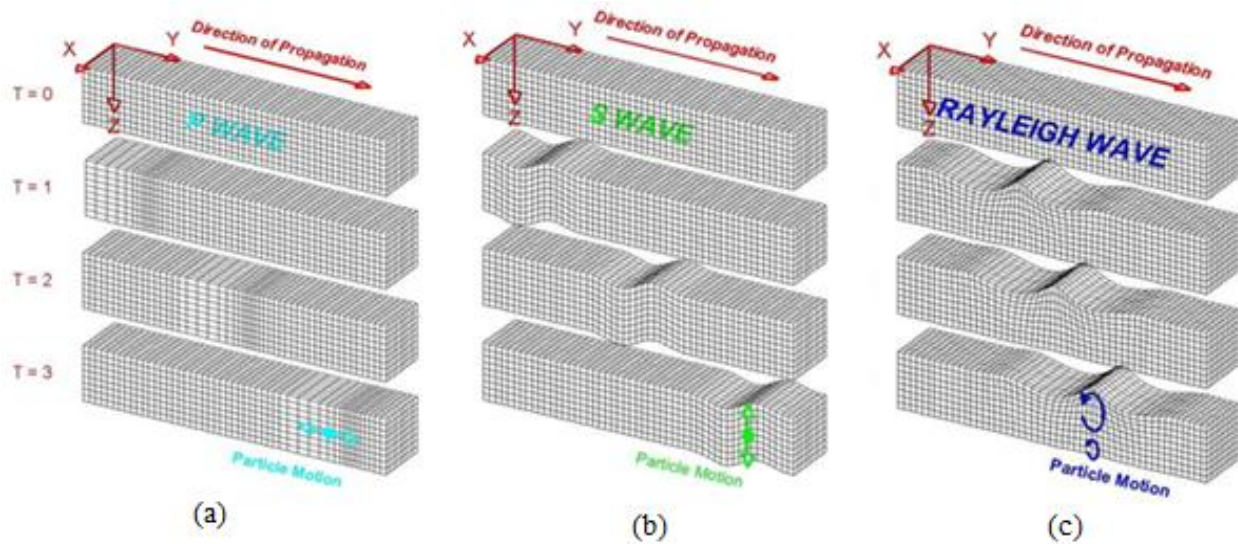 X
Y
Z
Direction of Propagation
P WAVE
T = 0
T = 1
T = 2
T = 3
Particle Motion
(a)
X
Y
Z
Direction of Propagation
S WAVE
Particle Motion
(b)
X
Y
Z
Direction of Propagation
RAYLEIGH WAVE
Particle Motion
(c)